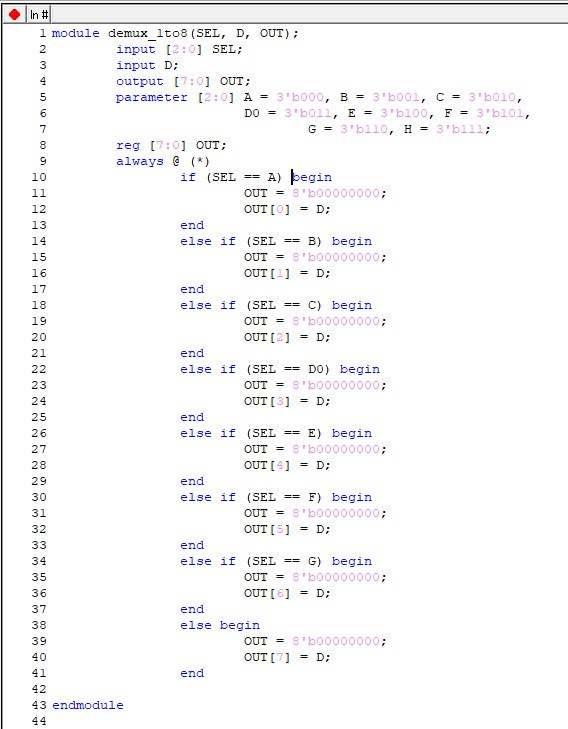 ln #
1 module demux_1to8(SEL, D, OUT);
2 input [2:0] SEL;
3 input D;
4 output [7:0] OUT;
5 parameter [2:0] A = 3'b000, B = 3'b001, C = 3'b010,
6 D0 = 3'b011, E = 3'b100, F = 3'b101,
7 G = 3'b110, H = 3'b111;
8 reg [7:0] OUT;
9 always @ (*)
10 if (SEL == A) begin
11 OUT = 8'b00000000;
12 OUT[0] = D;
13 end
14 else if (SEL == B) begin
15 OUT = 8'b00000000;
16 OUT[1] = D;
17 end
18 else if (SEL == C) begin
19 OUT = 8'b00000000;
20 OUT[2] = D;
21 end
22 else if (SEL == D0) begin
23 OUT = 8'b00000000;
24 OUT[3] = D;
25 end
26 else if (SEL == E) begin
27 OUT = 8'b00000000;
28 OUT[4] = D;
29 end
30 else if (SEL == F) begin
31 OUT = 8'b00000000;
32 OUT[5] = D;
33 end
34 else if (SEL == G) begin
35 OUT = 8'b00000000;
36 OUT[6] = D;
37 end
38 else begin
39 OUT = 8'b00000000;
40 OUT[7] = D;
41 end
42
43 endmodule
44